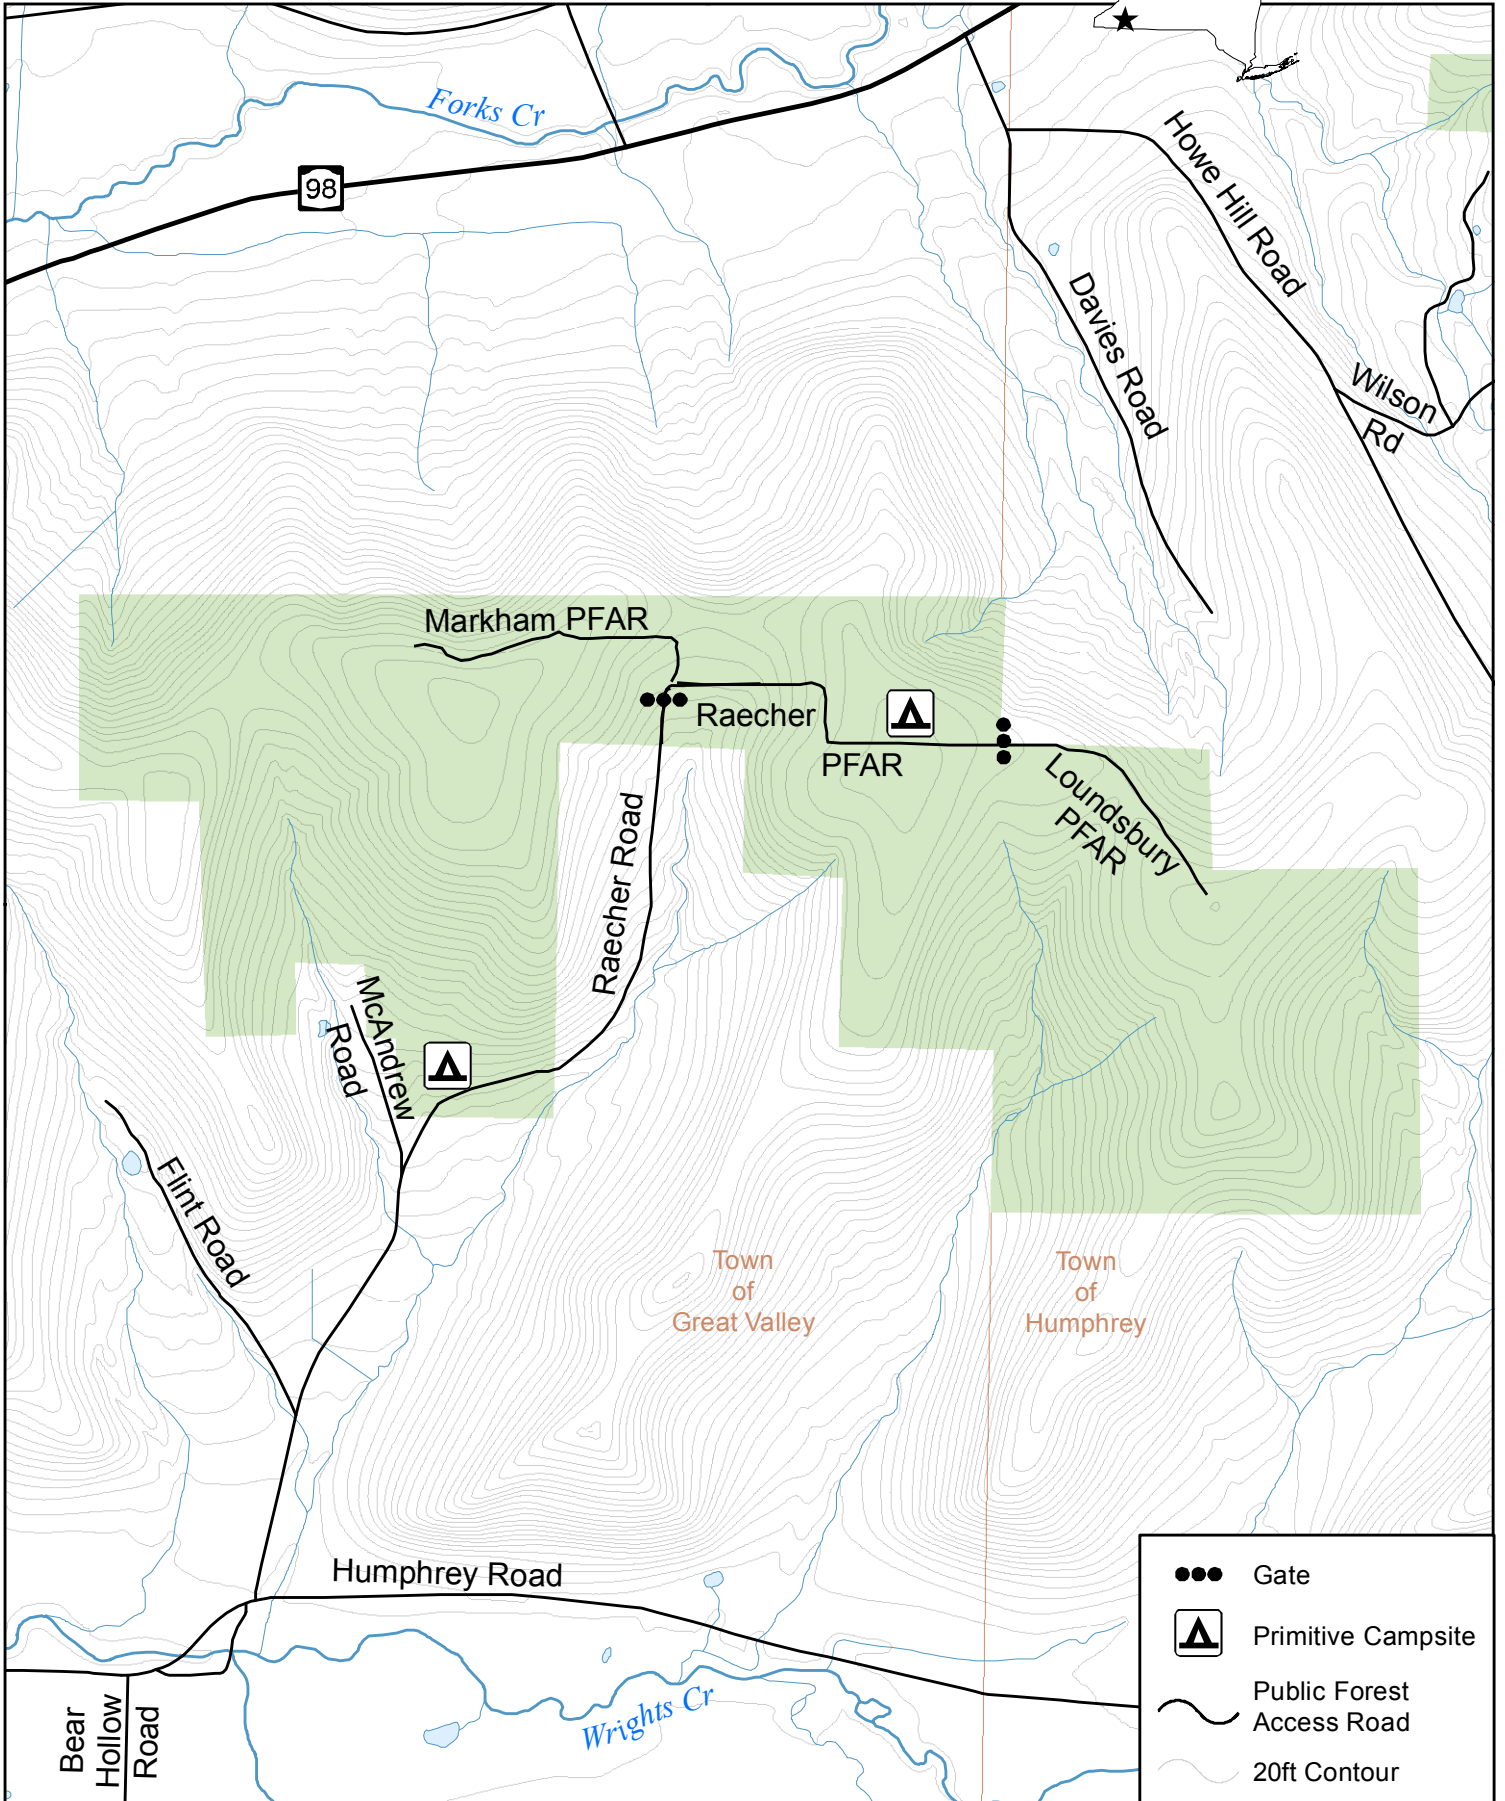 Forks Cr
98
Howe Hill Road
Davies Road
Wilson
Rd
Markham PFAR
Raecher
PFAR
Loundsbury
PFAR
Raecher Road
McAndrew
Road
Flint Road
Town
of
Great Valley
Town
of
Humphrey
Humphrey Road
Wrights Cr
Bear
Hollow
Road
Gate
Primitive Campsite
Public Forest
Access Road
20ft Contour